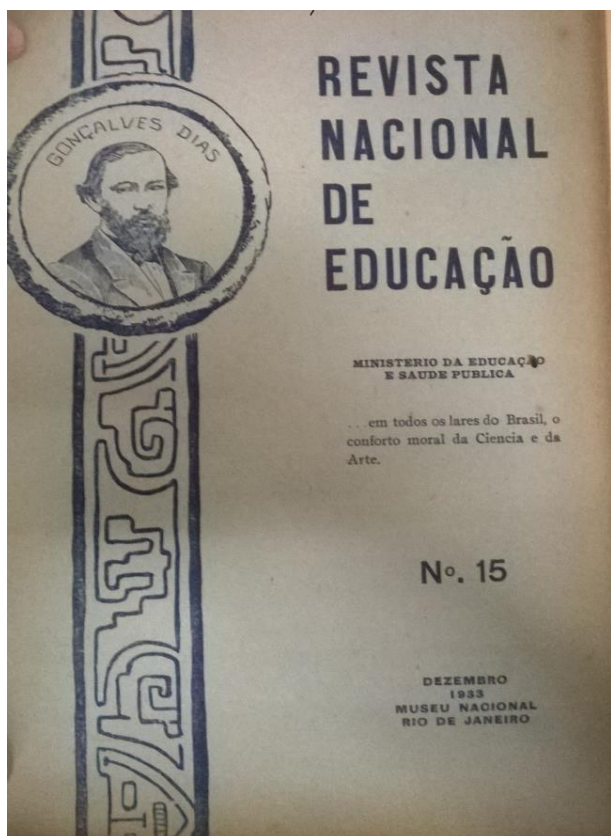 GONÇALVES DIAS
REVISTA
NACIONAL
DE
EDUCAÇÃO
MINISTERIO DA EDUCAÇÃO
E SAUDE PUBLICA
...em todos os lares do Brasil, o
conforto moral da Ciencia e da
Arte.
Nº. 15
DEZEMBRO
1933
MUSEU NACIONAL
RIO DE JANEIRO